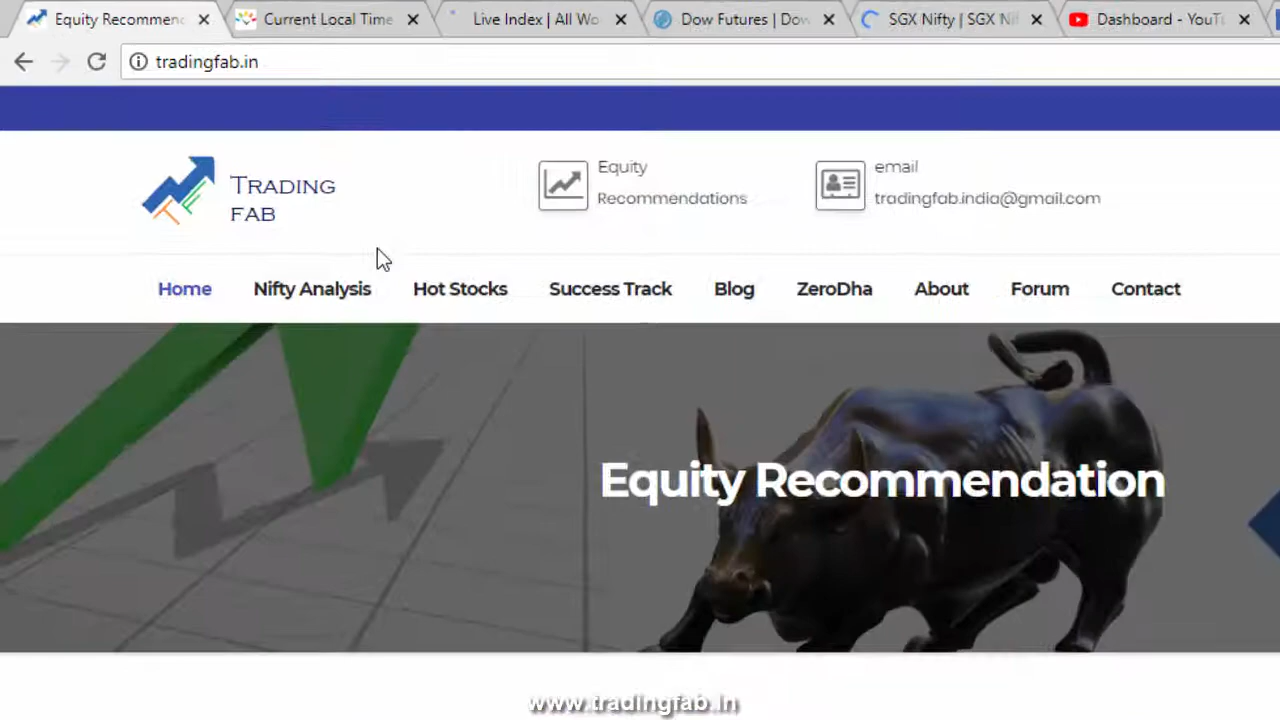 Equity Recommen
Current Local Time
Live Index | All Wo
Dow Futures | Dow
SGX Nifty | SGX Ni
Dashboard - YouT
tradingfab.in
TRADING
FAB
Equity
Recommendations
email
tradingfab.india@gmail.com
Home
Nifty Analysis
Hot Stocks
Success Track
Blog
ZeroDha
About
Forum
Contact
Equity Recommendation
www.tradingfab.in